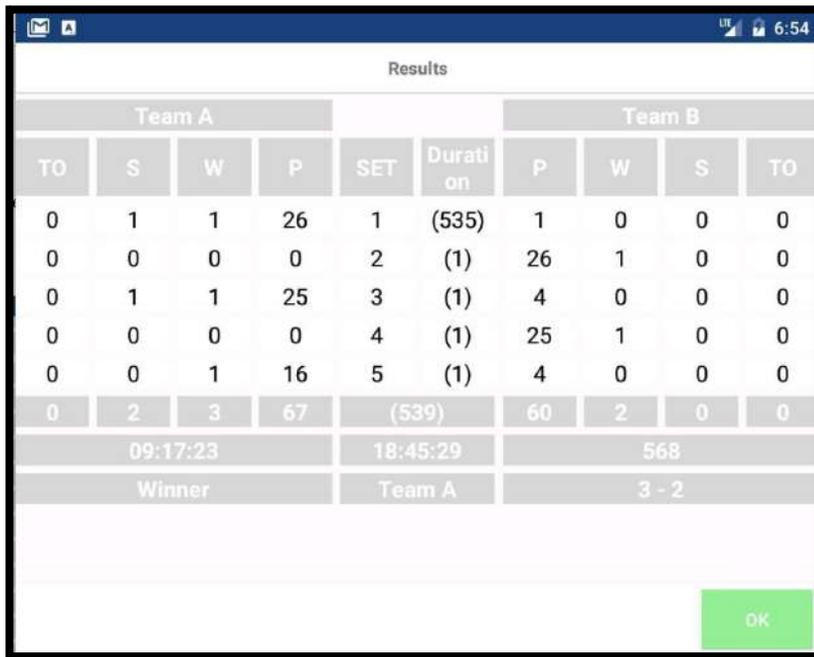 A LTE 6:54
Results
Team A Team B
TO S W P SET Durati on P W S TO
0 1 1 26 1 (535) 1 0 0 0
0 0 0 0 2 (1) 26 1 0 0
0 1 1 25 3 (1) 4 0 0 0
0 0 0 0 4 (1) 25 1 0 0
0 0 1 16 5 (1) 4 0 0 0
0 2 3 67 (539) 60 2 0 0
09:17:23 18:45:29 568
Winner Team A 3 - 2
OK